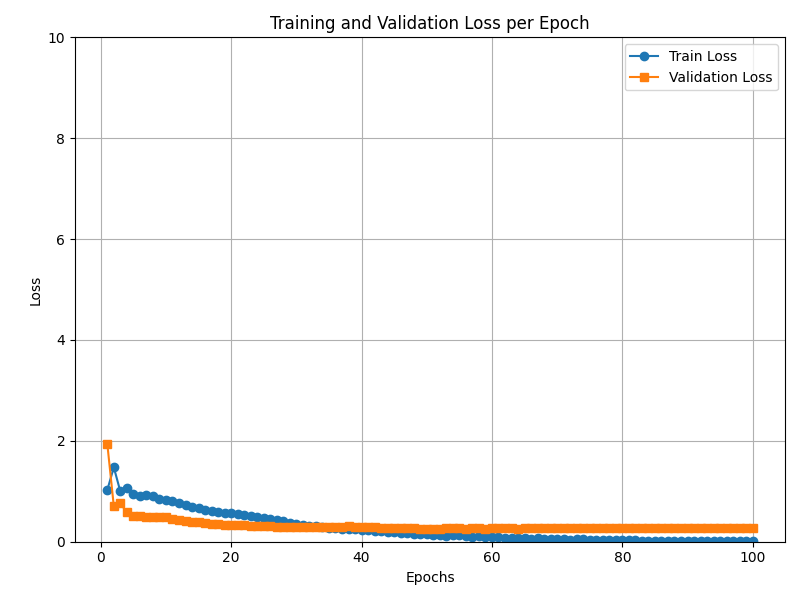 Training and Validation Loss per Epoch
Train Loss
Validation Loss
10
8
6
4
2
0
Loss
0 20 40 60 80 100
Epochs